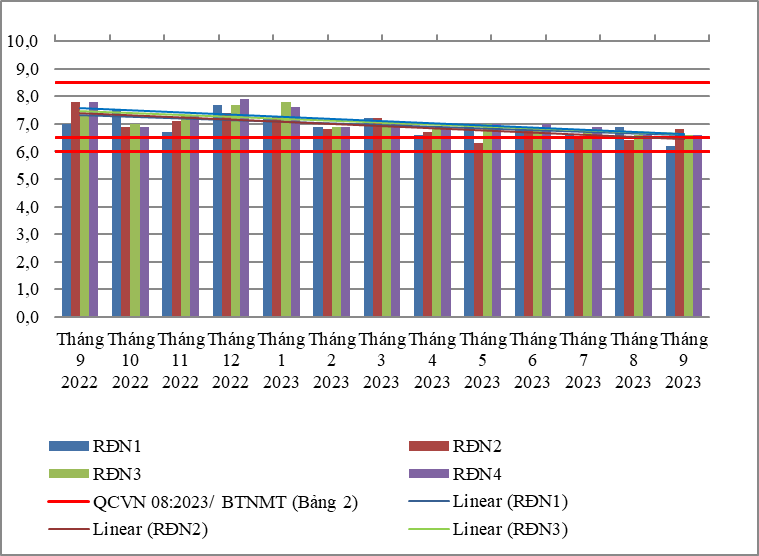 10,0
9,0
8,0
7,0
6,0
5,0
4,0
3,0
2,0
1,0
0,0
Tháng 9 2022
Tháng 10 2022
Tháng 11 2022
Tháng 12 2022
Tháng 1 2023
Tháng 2 2023
Tháng 3 2023
Tháng 4 2023
Tháng 5 2023
Tháng 6 2023
Tháng 7 2023
Tháng 8 2023
Tháng 9 2023
RĐN1
RĐN2
RĐN3
RĐN4
QCVN 08:2023/ BTNMT (Bảng 2)
Linear (RĐN1)
Linear (RĐN2)
Linear (RĐN3)